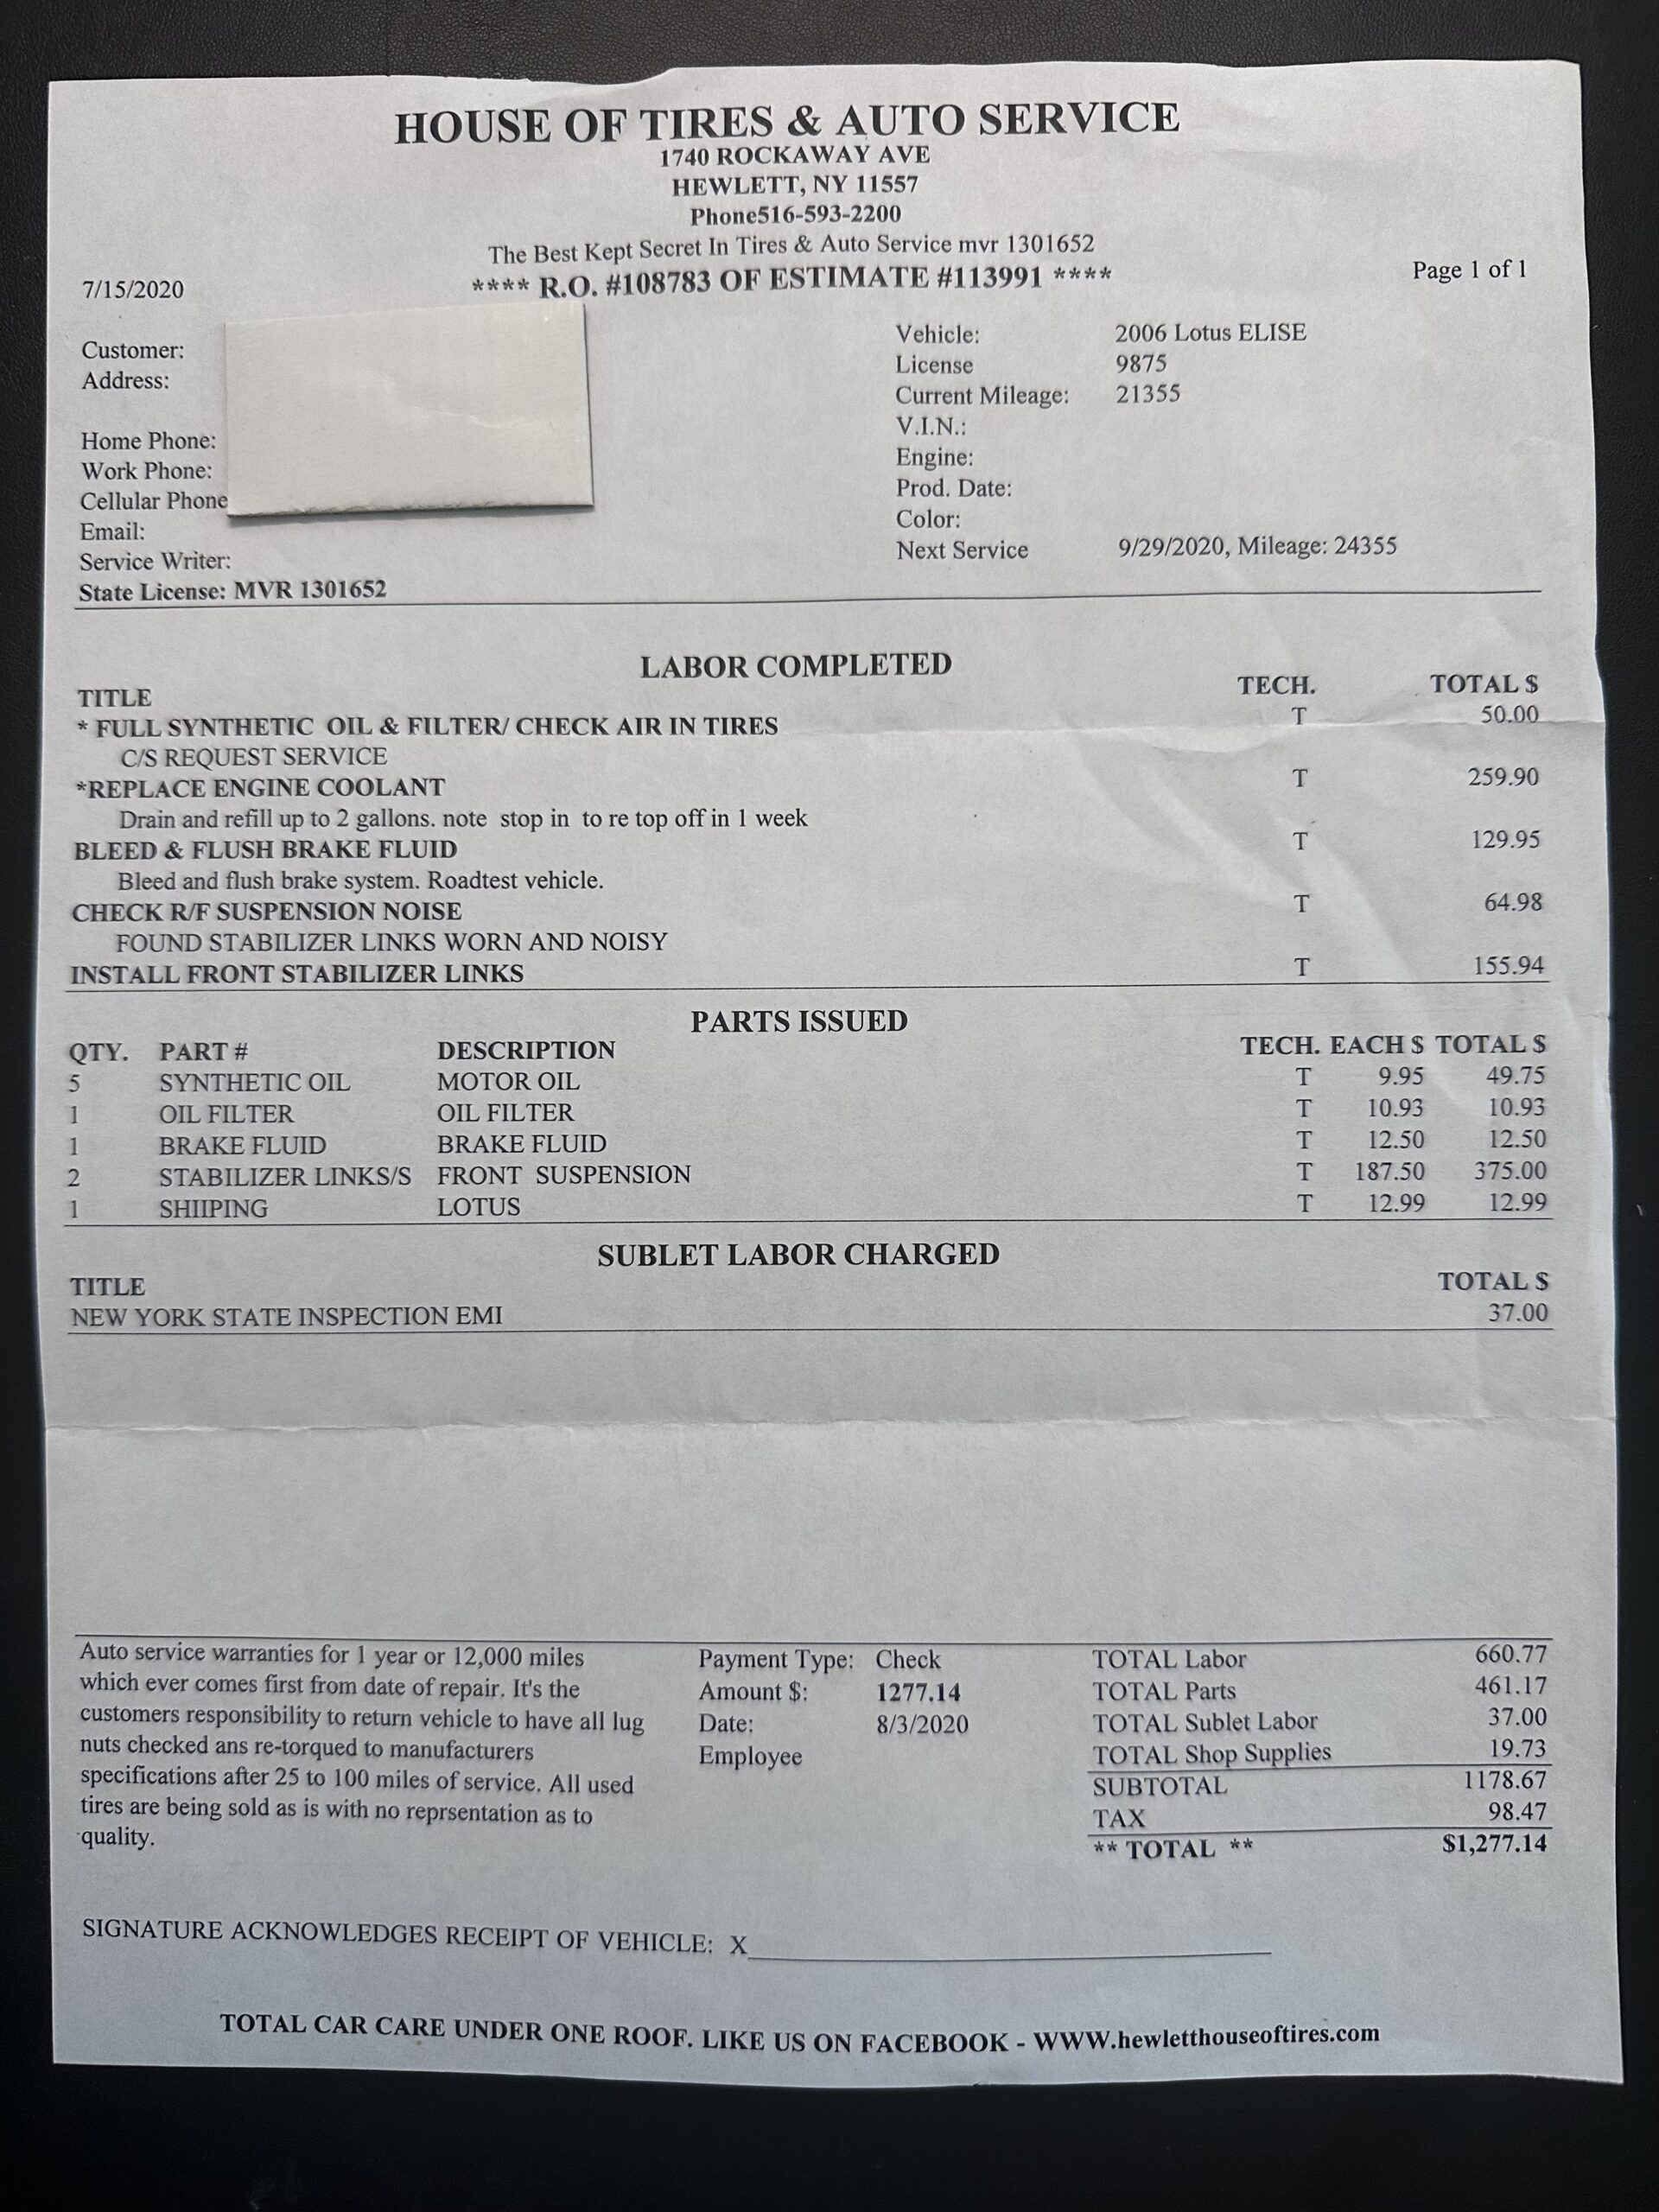 HOUSE OF TIRES & AUTO SERVICE
1740 ROCKAWAY AVE
HEWLETT, NY 11557
Phone516-593-2200
The Best Kept Secret In Tires & Auto Service mvr 1301652
7/15/2020 **** R.O. #108783 OF ESTIMATE #113991 **** Page 1 of 1
Customer: Vehicle: 2006 Lotus ELISE
Address: License 9875
Current Mileage: 21355
V.I.N.:
Home Phone: Engine:
Work Phone: Prod. Date:
Cellular Phone Color:
Email: Next Service 9/29/2020, Mileage: 24355
Service Writer:
State License: MVR 1301652
LABOR COMPLETED
TITLE TECH. TOTAL $
* FULL SYNTHETIC OIL & FILTER/ CHECK AIR IN TIRES T 50.00
C/S REQUEST SERVICE
*REPLACE ENGINE COOLANT T 259.90
Drain and refill up to 2 gallons. note stop in to re top off in 1 week
BLEED & FLUSH BRAKE FLUID T 129.95
Bleed and flush brake system. Roadtest vehicle.
CHECK R/F SUSPENSION NOISE T 64.98
FOUND STABILIZER LINKS WORN AND NOISY
INSTALL FRONT STABILIZER LINKS T 155.94
PARTS ISSUED
QTY. PART # DESCRIPTION TECH. EACH $ TOTAL $
5 SYNTHETIC OIL MOTOR OIL T 9.95 49.75
1 OIL FILTER OIL FILTER T 10.93 10.93
1 BRAKE FLUID BRAKE FLUID T 12.50 12.50
2 STABILIZER LINKS/S FRONT SUSPENSION T 187.50 375.00
1 SHIIPING LOTUS T 12.99 12.99
SUBLET LABOR CHARGED
TITLE TOTAL $
NEW YORK STATE INSPECTION EMI 37.00
Auto service warranties for 1 year or 12,000 miles
which ever comes first from date of repair. It's the
customers responsibility to return vehicle to have all lug
nuts checked ans re-torqued to manufacturers
specifications after 25 to 100 miles of service. All used
tires are being sold as is with no reprsentation as to
quality.
Payment Type: Check
Amount $: 1277.14
Date: 8/3/2020
Employee
TOTAL Labor 660.77
TOTAL Parts 461.17
TOTAL Sublet Labor 37.00
TOTAL Shop Supplies 19.73
SUBTOTAL 1178.67
TAX 98.47
** TOTAL ** $1,277.14
SIGNATURE ACKNOWLEDGES RECEIPT OF VEHICLE: X
TOTAL CAR CARE UNDER ONE ROOF. LIKE US ON FACEBOOK - WWW.hewletthouseoftires.com